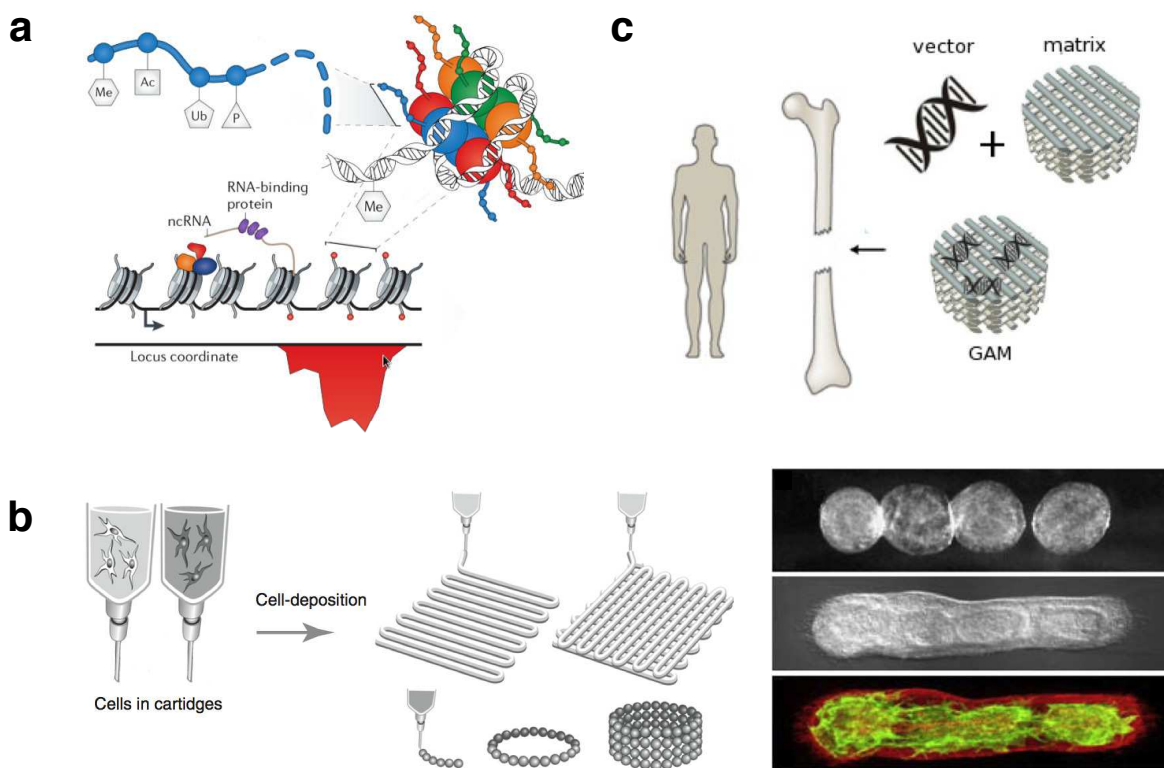 a
Me
Ac
Ub
P
RNA-binding
protein
ncRNA
Me
Locus coordinate
c
vector
matrix
+
GAM
b
Cell-deposition
Cells in cartidges